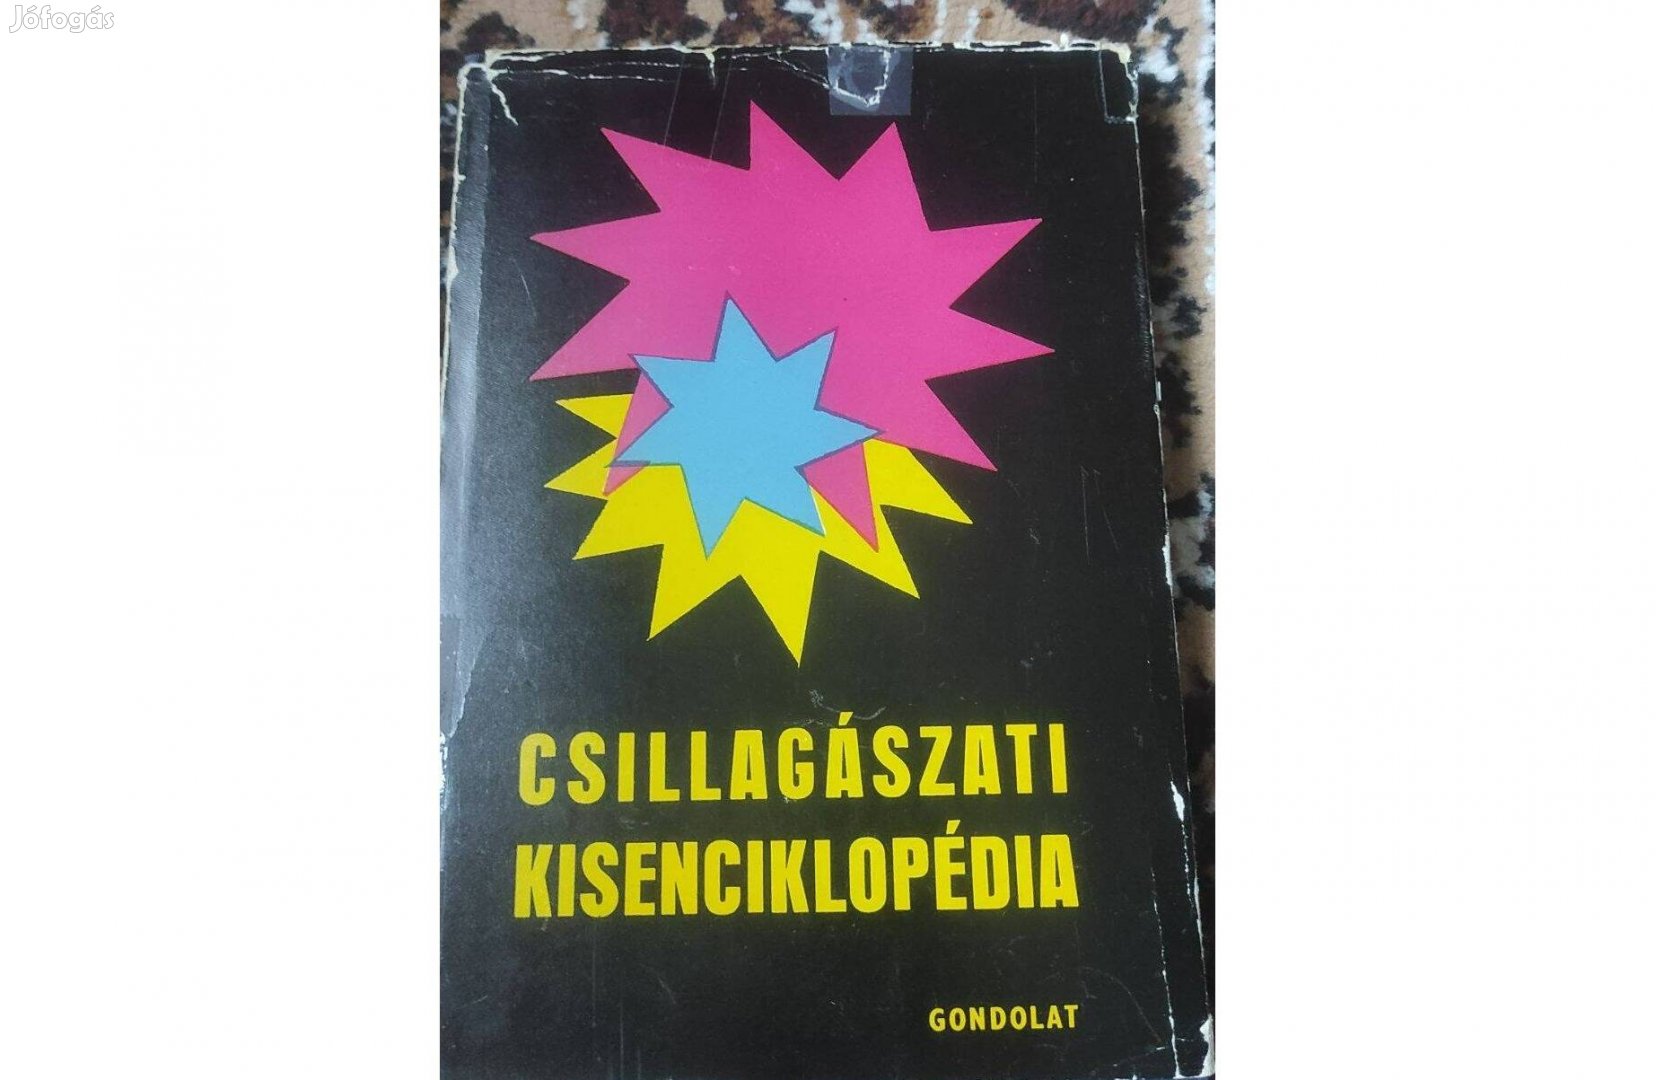 Jófogás
CSILLAGÁSZATI
KISENCIKLOPÉDIA
GONDOLAT